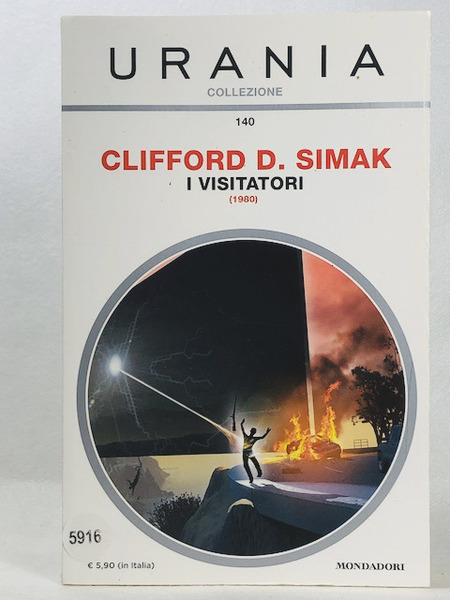 URANIA
COLLEZIONE
140
CLIFFORD D. SIMAK
I VISITATORI
(1980)
5916
€ 5,90 (in Italia)
MONDADORI